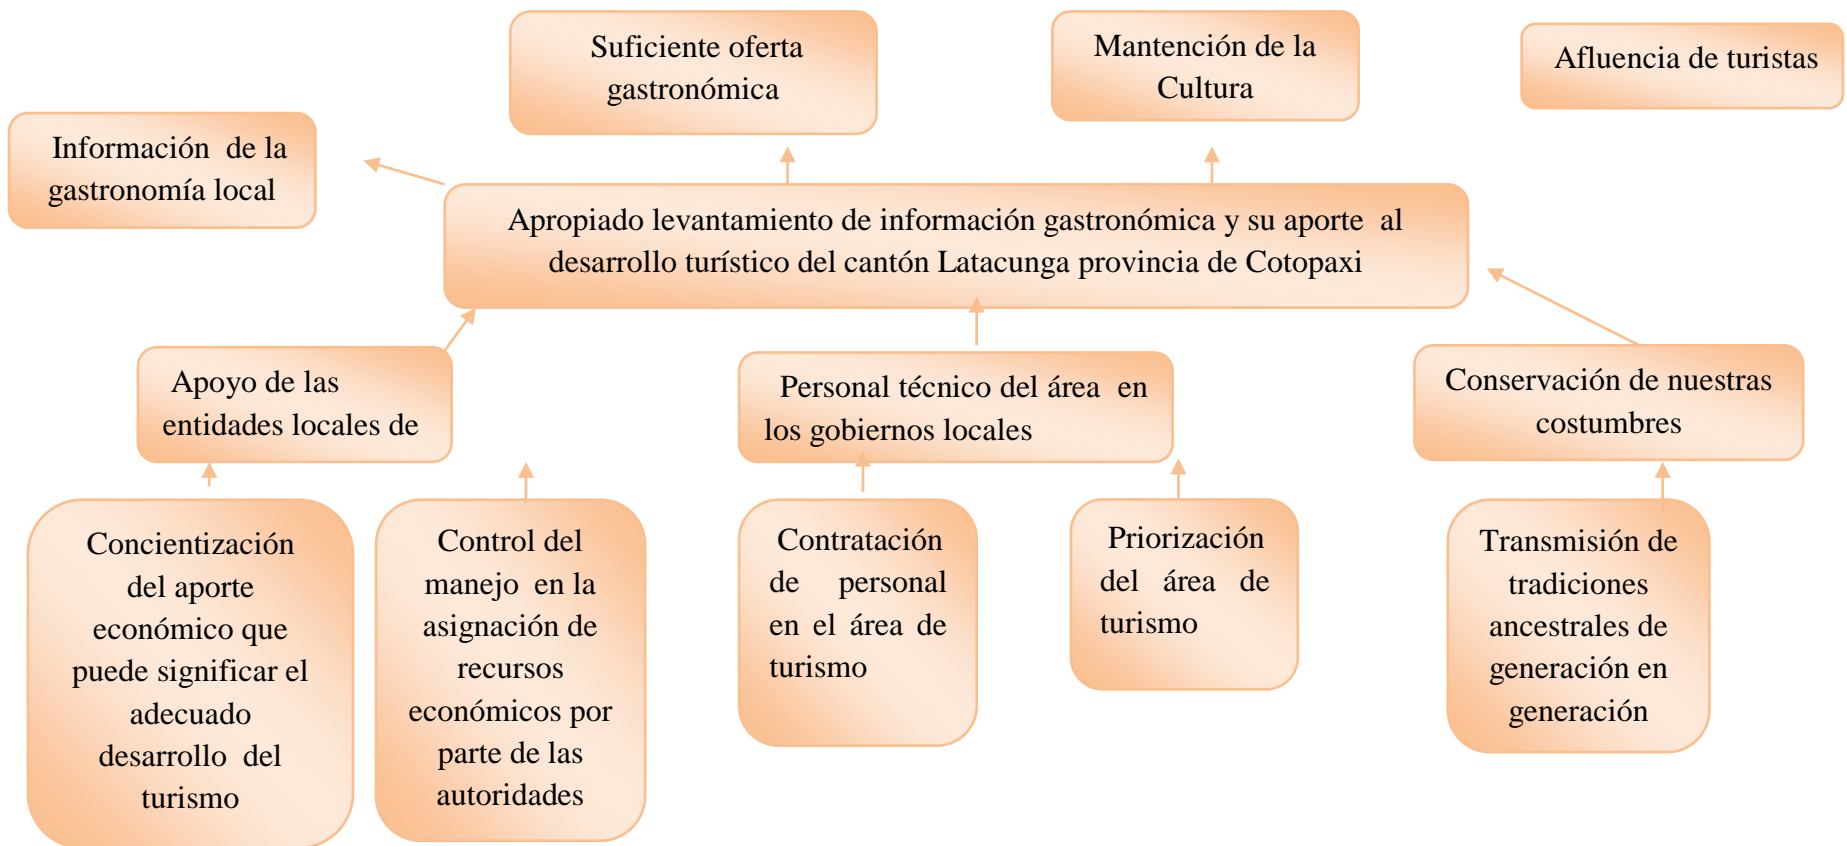 Suficiente oferta
gastronómica
Mantención de la
Cultura
Afluencia de turistas
Información de la
gastronomía local
Apropiado levantamiento de información gastronómica y su aporte al
desarrollo turístico del cantón Latacunga provincia de Cotopaxi
Apoyo de las
entidades locales de
Personal técnico del área en
los gobiernos locales
Conservación de nuestras
costumbres
Concientización
del aporte
económico que
puede significar el
adecuado
desarrollo del
turismo
Control del
manejo en la
asignación de
recursos
económicos por
parte de las
autoridades
Contratación
de personal
en el área de
turismo
Priorización
del área de
turismo
Transmisión de
tradiciones
ancestrales de
generación en
generación